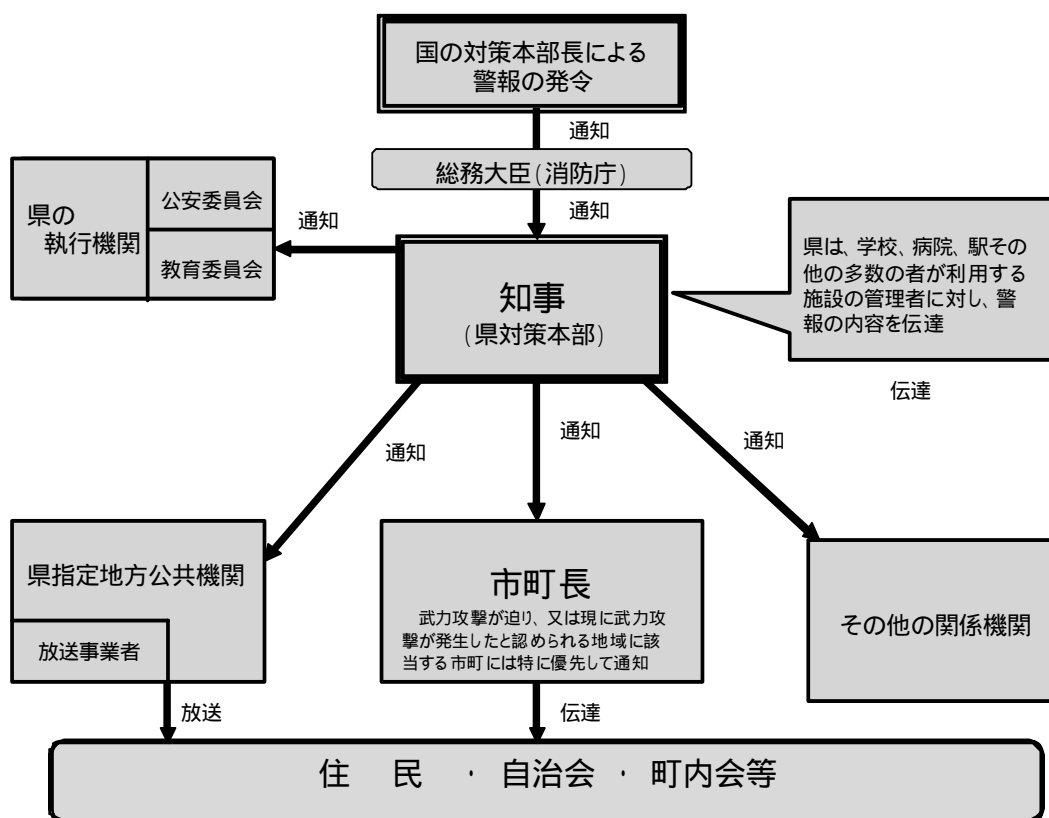 国の対策本部長による
警報の発令
通知
総務大臣(消防庁)
通知
県の
執行機関
公安委員会
教育委員会
通知
知事
(県対策本部)
県は、学校、病院、駅その
他の多数の者が利用する
施設の管理者に対し、警
報の内容を伝達
伝達
通知
通知
通知
県指定地方公共機関
放送事業者
市町長
武力攻撃が迫り、又は現に武力攻
撃が発生したと認められる地域に該
当する市町には特に優先して通知
その他の関係機関
放送
伝達
住 民 ・ 自治会 ・ 町内会等